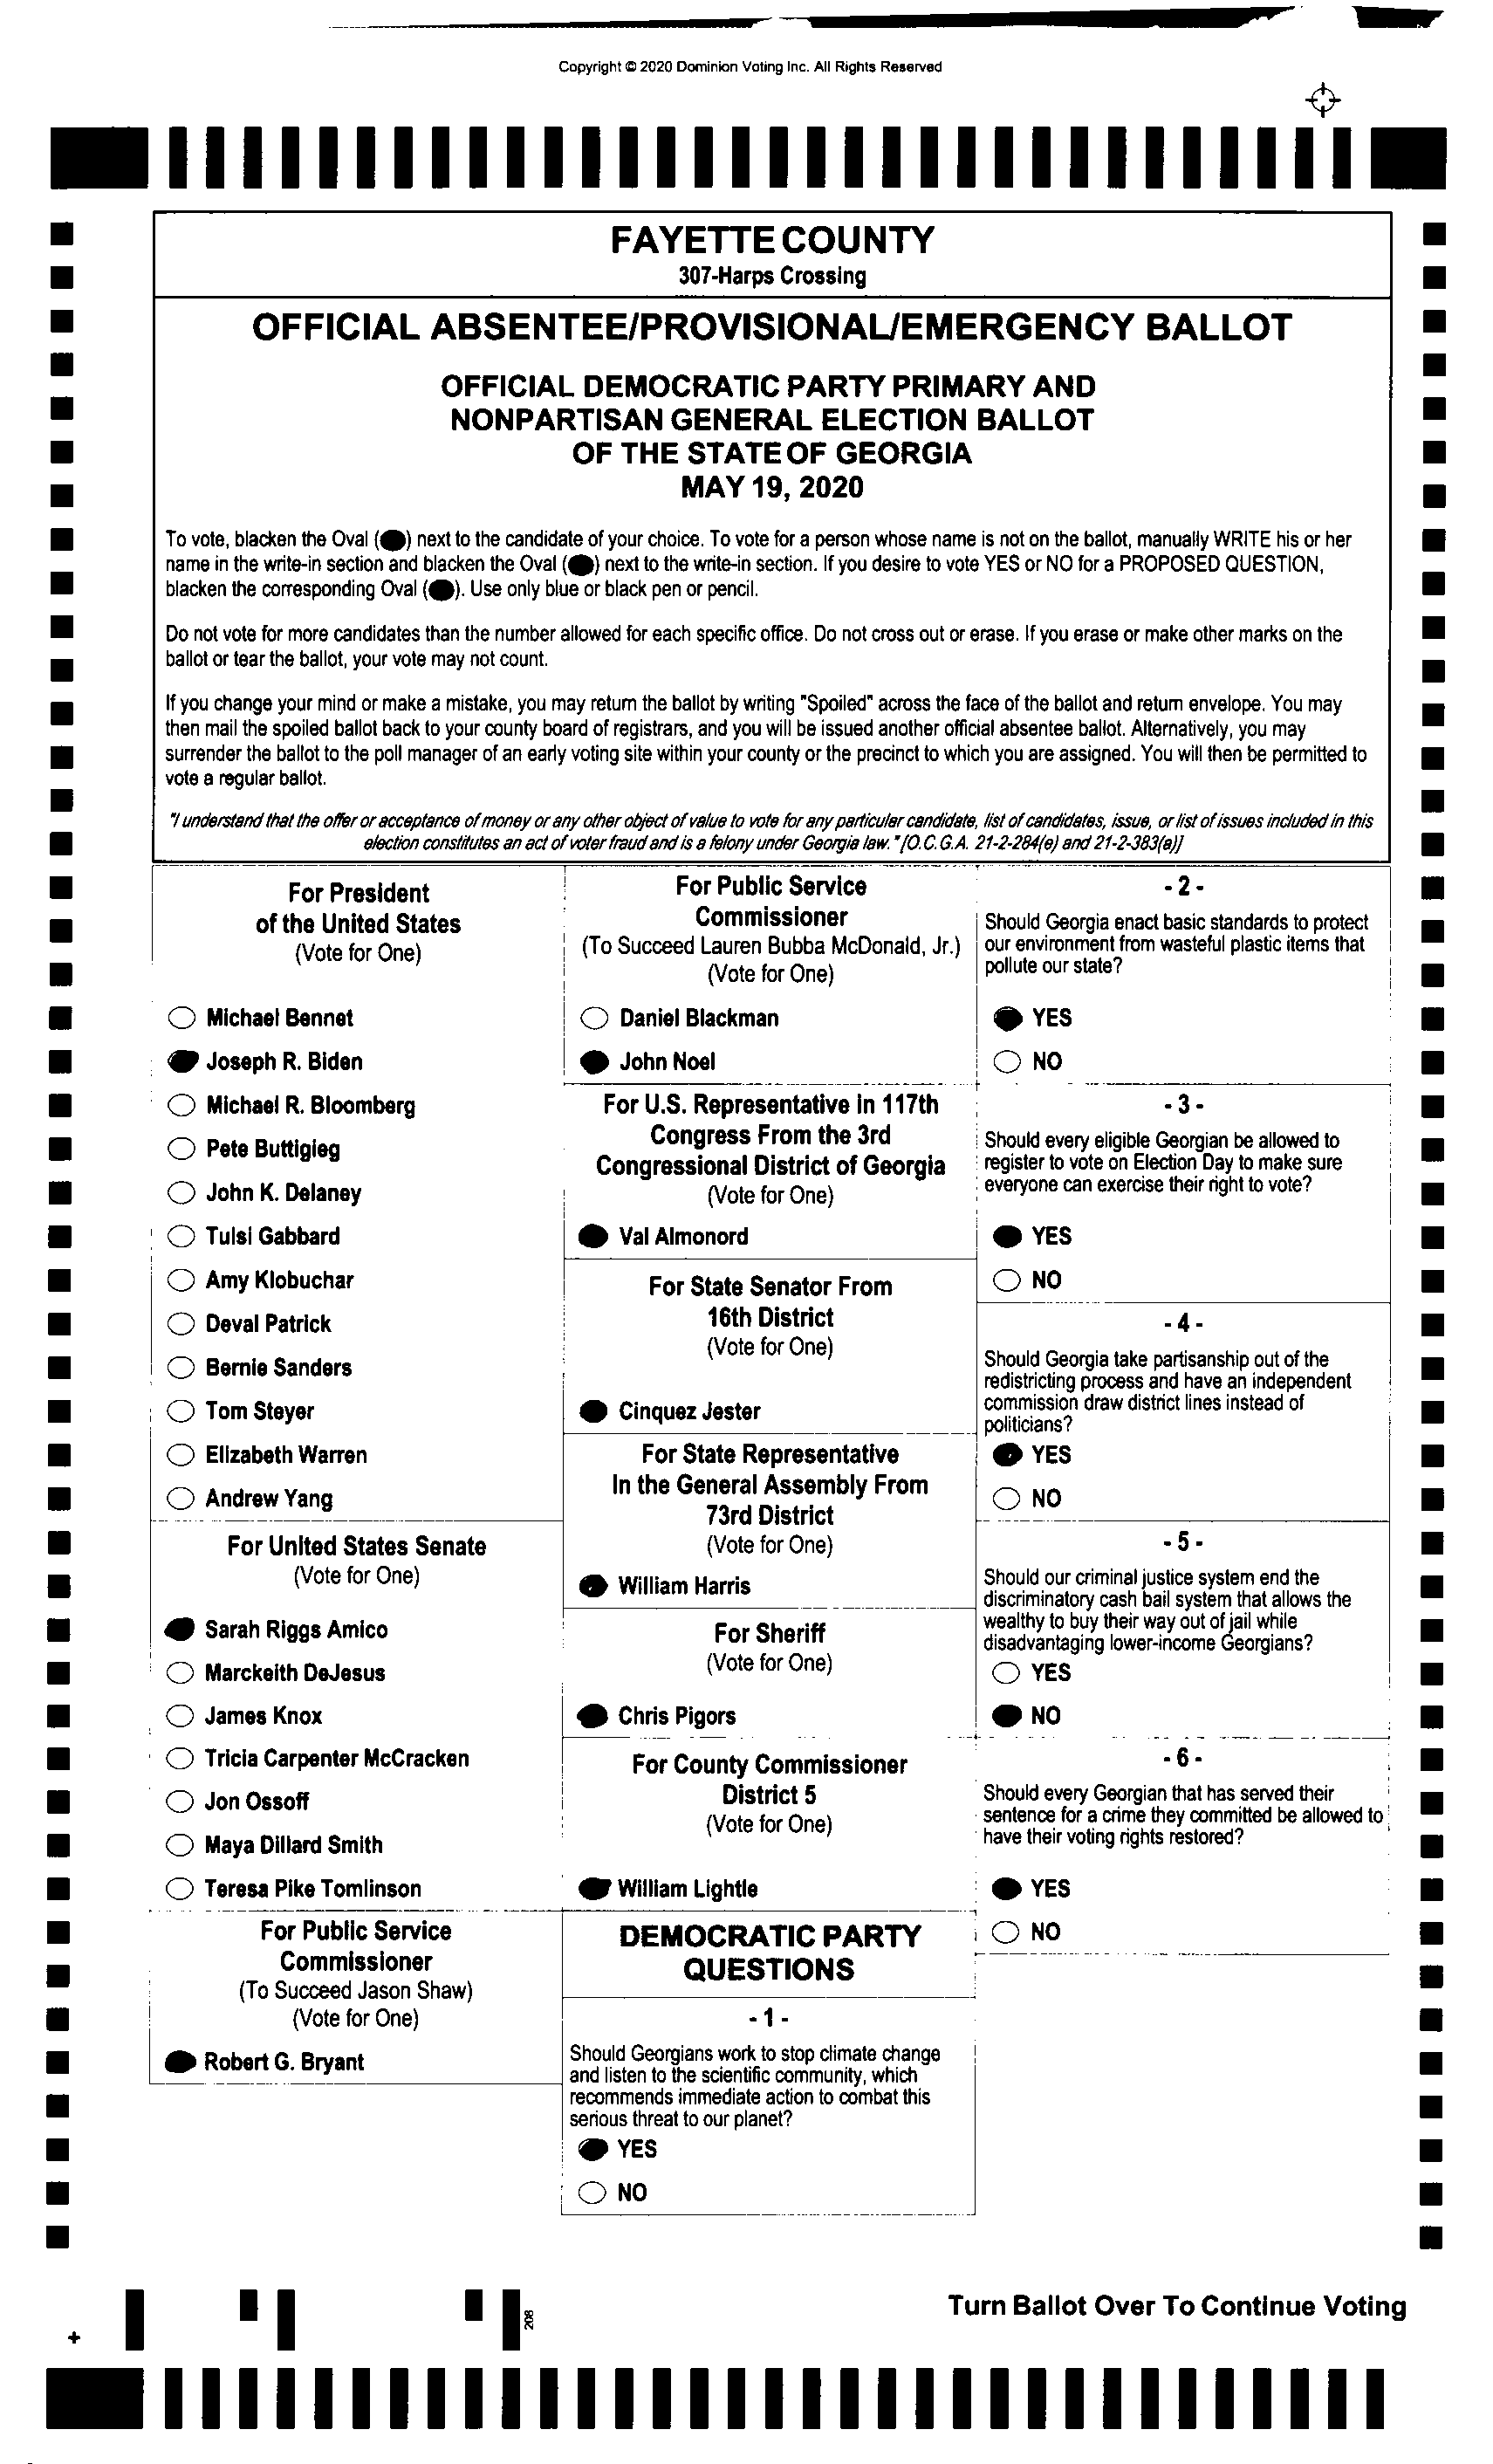 Copyright © 2020 Dominion Voting Inc. All Rights Reserved
FAYETTE COUNTY
307-Harps Crossing
OFFICIAL ABSENTEE/PROVISIONAL/EMERGENCY BALLOT
OFFICIAL DEMOCRATIC PARTY PRIMARY AND
NONPARTISAN GENERAL ELECTION BALLOT
OF THE STATE OF GEORGIA
MAY 19, 2020
To vote, blacken the Oval () next to the candidate of your choice. To vote for a person whose name is not on the ballot, manually WRITE his or her
name in the write-in section and blacken the Oval () next to the write-in section. If you desire to vote YES or NO for a PROPOSED QUESTION,
blacken the corresponding Oval (). Use only blue or black pen or pencil.
Do not vote for more candidates than the number allowed for each specific office. Do not cross out or erase. If you erase or make other marks on the
ballot or tear the ballot, your vote may not count.
If you change your mind or make a mistake, you may return the ballot by writing "Spoiled" across the face of the ballot and return envelope. You may
then mail the spoiled ballot back to your county board of registrars, and you will be issued another official absentee ballot. Alternatively, you may
surrender the ballot to the poll manager of an early voting site within your county or the precinct to which you are assigned. You will then be permitted to
vote a regular ballot.
"I understand that the offer or acceptance of money or any other object of value to vote for any particular candidate, list of candidates, issue, or list of issues included in this
election constitutes an act of voter fraud and is a felony under Georgia law." [O.C.G.A. 21-2-284(e) and 21-2-383(a)]
For President
of the United States
(Vote for One)
Michael Bennet
Joseph R. Biden
Michael R. Bloomberg
Pete Buttigieg
John K. Delaney
Tulsi Gabbard
Amy Klobuchar
Deval Patrick
Bernie Sanders
Tom Steyer
Elizabeth Warren
Andrew Yang
For United States Senate
(Vote for One)
Sarah Riggs Amico
Marckeith DeJesus
James Knox
Tricia Carpenter McCracken
Jon Ossoff
Maya Dillard Smith
Teresa Pike Tomlinson
For Public Service
Commissioner
(To Succeed Jason Shaw)
(Vote for One)
Robert G. Bryant
For Public Service
Commissioner
(To Succeed Lauren Bubba McDonald, Jr.)
(Vote for One)
Daniel Blackman
John Noel
For U.S. Representative in 117th
Congress From the 3rd
Congressional District of Georgia
(Vote for One)
Val Almonord
For State Senator From
16th District
(Vote for One)
Cinquez Jester
For State Representative
In the General Assembly From
73rd District
(Vote for One)
William Harris
For Sheriff
(Vote for One)
Chris Pigors
For County Commissioner
District 5
(Vote for One)
William Lightle
DEMOCRATIC PARTY
QUESTIONS
- 1 -
Should Georgians work to stop climate change
and listen to the scientific community, which
recommends immediate action to combat this
serious threat to our planet?
YES
NO
- 2 -
Should Georgia enact basic standards to protect
our environment from wasteful plastic items that
pollute our state?
YES
NO
- 3 -
Should every eligible Georgian be allowed to
register to vote on Election Day to make sure
everyone can exercise their right to vote?
YES
NO
- 4 -
Should Georgia take partisanship out of the
redistricting process and have an independent
commission draw district lines instead of
politicians?
YES
NO
- 5 -
Should our criminal justice system end the
discriminatory cash bail system that allows the
wealthy to buy their way out of jail while
disadvantaging lower-income Georgians?
YES
NO
- 6 -
Should every Georgian that has served their
sentence for a crime they committed be allowed to
have their voting rights restored?
YES
NO
208
Turn Ballot Over To Continue Voting